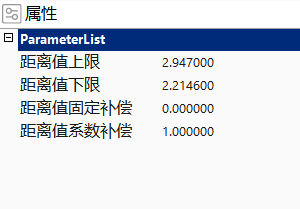 属性
ParameterList
距离值上限 2.947000
距离值下限 2.214600
距离值固定补偿 0.000000
距离值系数补偿 1.000000